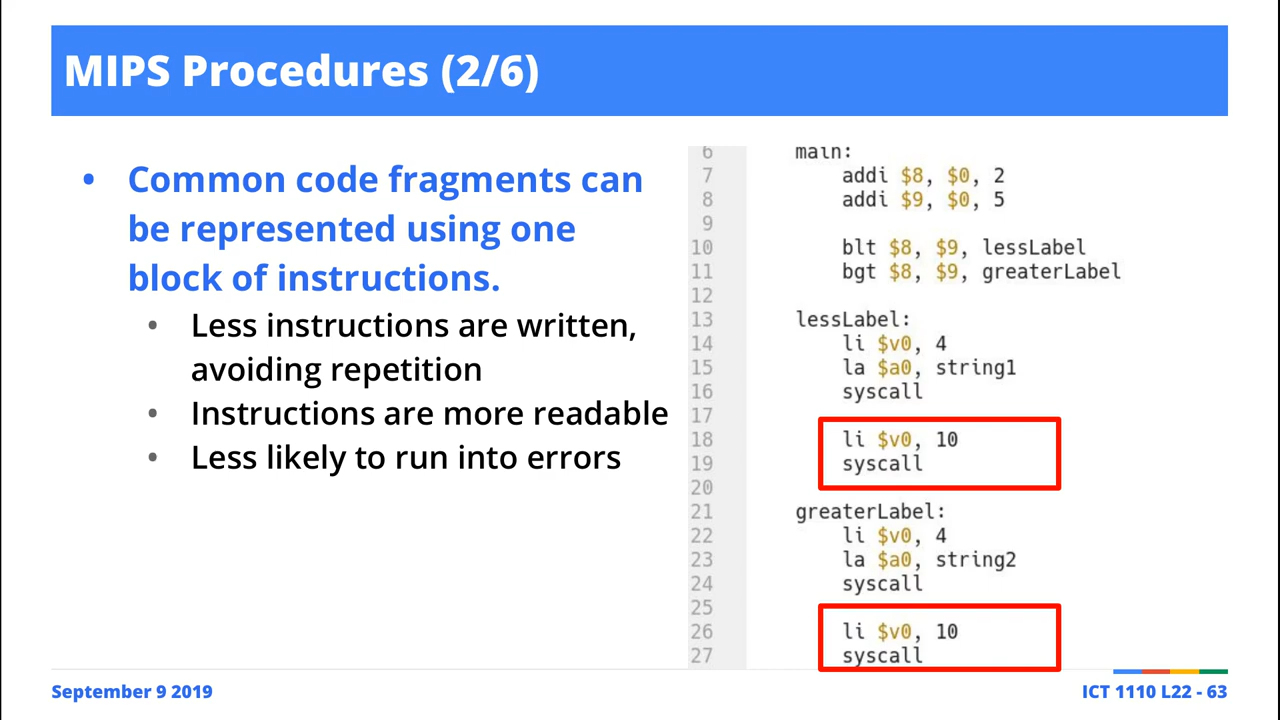 MIPS Procedures (2/6)
• Common code fragments can
be represented using one
block of instructions.
• Less instructions are written,
avoiding repetition
• Instructions are more readable
• Less likely to run into errors
6 main:
7 addi $8, $0, 2
8 addi $9, $0, 5
9
10 blt $8, $9, lessLabel
11 bgt $8, $9, greaterLabel
12
13 lessLabel:
14 li $v0, 4
15 la $a0, string1
16 syscall
17
18 li $v0, 10
19 syscall
20
21 greaterLabel:
22 li $v0, 4
23 la $a0, string2
24 syscall
25
26 li $v0, 10
27 syscall
September 9 2019
ICT 1110 L22 - 63